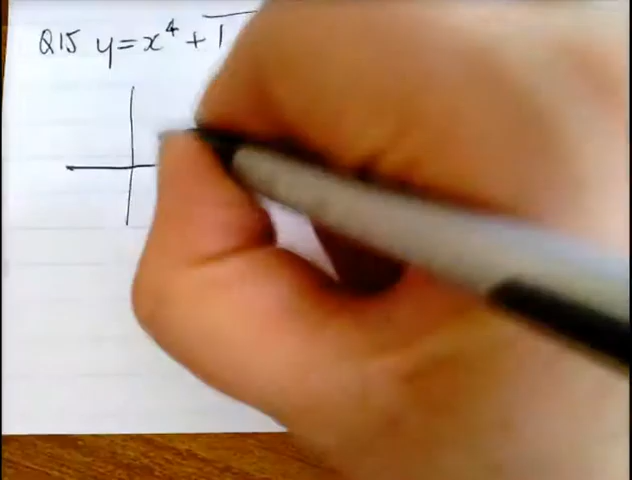 Q15 y = x⁴ + 1